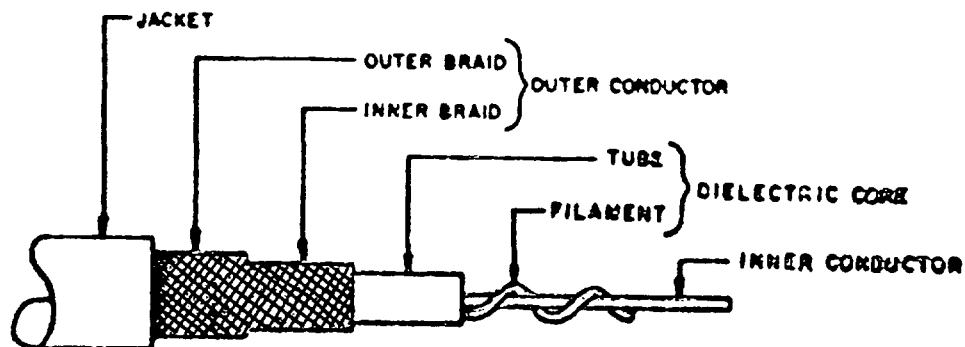 JACKET
OUTER BRAID
OUTER CONDUCTOR
INNER BRAID
TUBE
DIELECTRIC CORE
FILAMENT
INNER CONDUCTOR